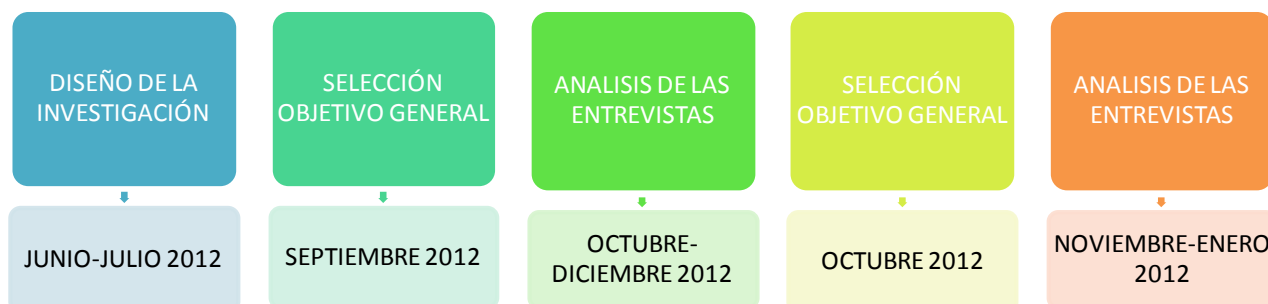 DISEÑO DE LA
INVESTIGACIÓN
SELECCIÓN
OBJETIVO GENERAL
ANALISIS DE LAS
ENTREVISTAS
SELECCIÓN
OBJETIVO GENERAL
ANALISIS DE LAS
ENTREVISTAS
JUNIO-JULIO 2012
SEPTIEMBRE 2012
OCTUBRE-
DICIEMBRE 2012
OCTUBRE 2012
NOVIEMBRE-ENERO
2012